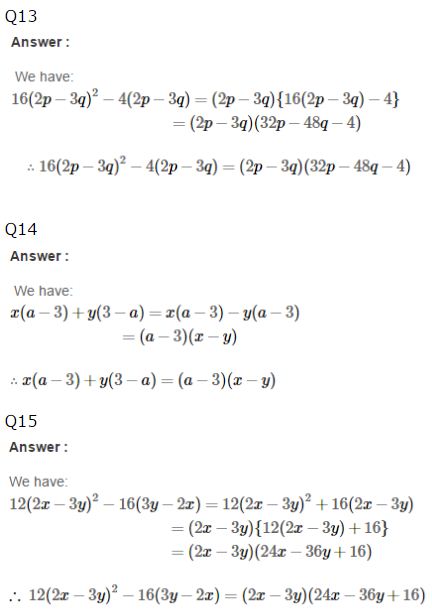 Q13
Answer :
We have:
16(2p − 3q)² − 4(2p − 3q) = (2p − 3q){16(2p − 3q) − 4}
= (2p − 3q)(32p − 48q − 4)
∴ 16(2p − 3q)² − 4(2p − 3q) = (2p − 3q)(32p − 48q − 4)
Q14
Answer :
We have:
x(a − 3) + y(3 − a) = x(a − 3) − y(a − 3)
= (a − 3)(x − y)
∴ x(a − 3) + y(3 − a) = (a − 3)(x − y)
Q15
Answer :
We have:
12(2x − 3y)² − 16(3y − 2x) = 12(2x − 3y)² + 16(2x − 3y)
= (2x − 3y){12(2x − 3y) + 16}
= (2x − 3y)(24x − 36y + 16)
∴ 12(2x − 3y)² − 16(3y − 2x) = (2x − 3y)(24x − 36y + 16)